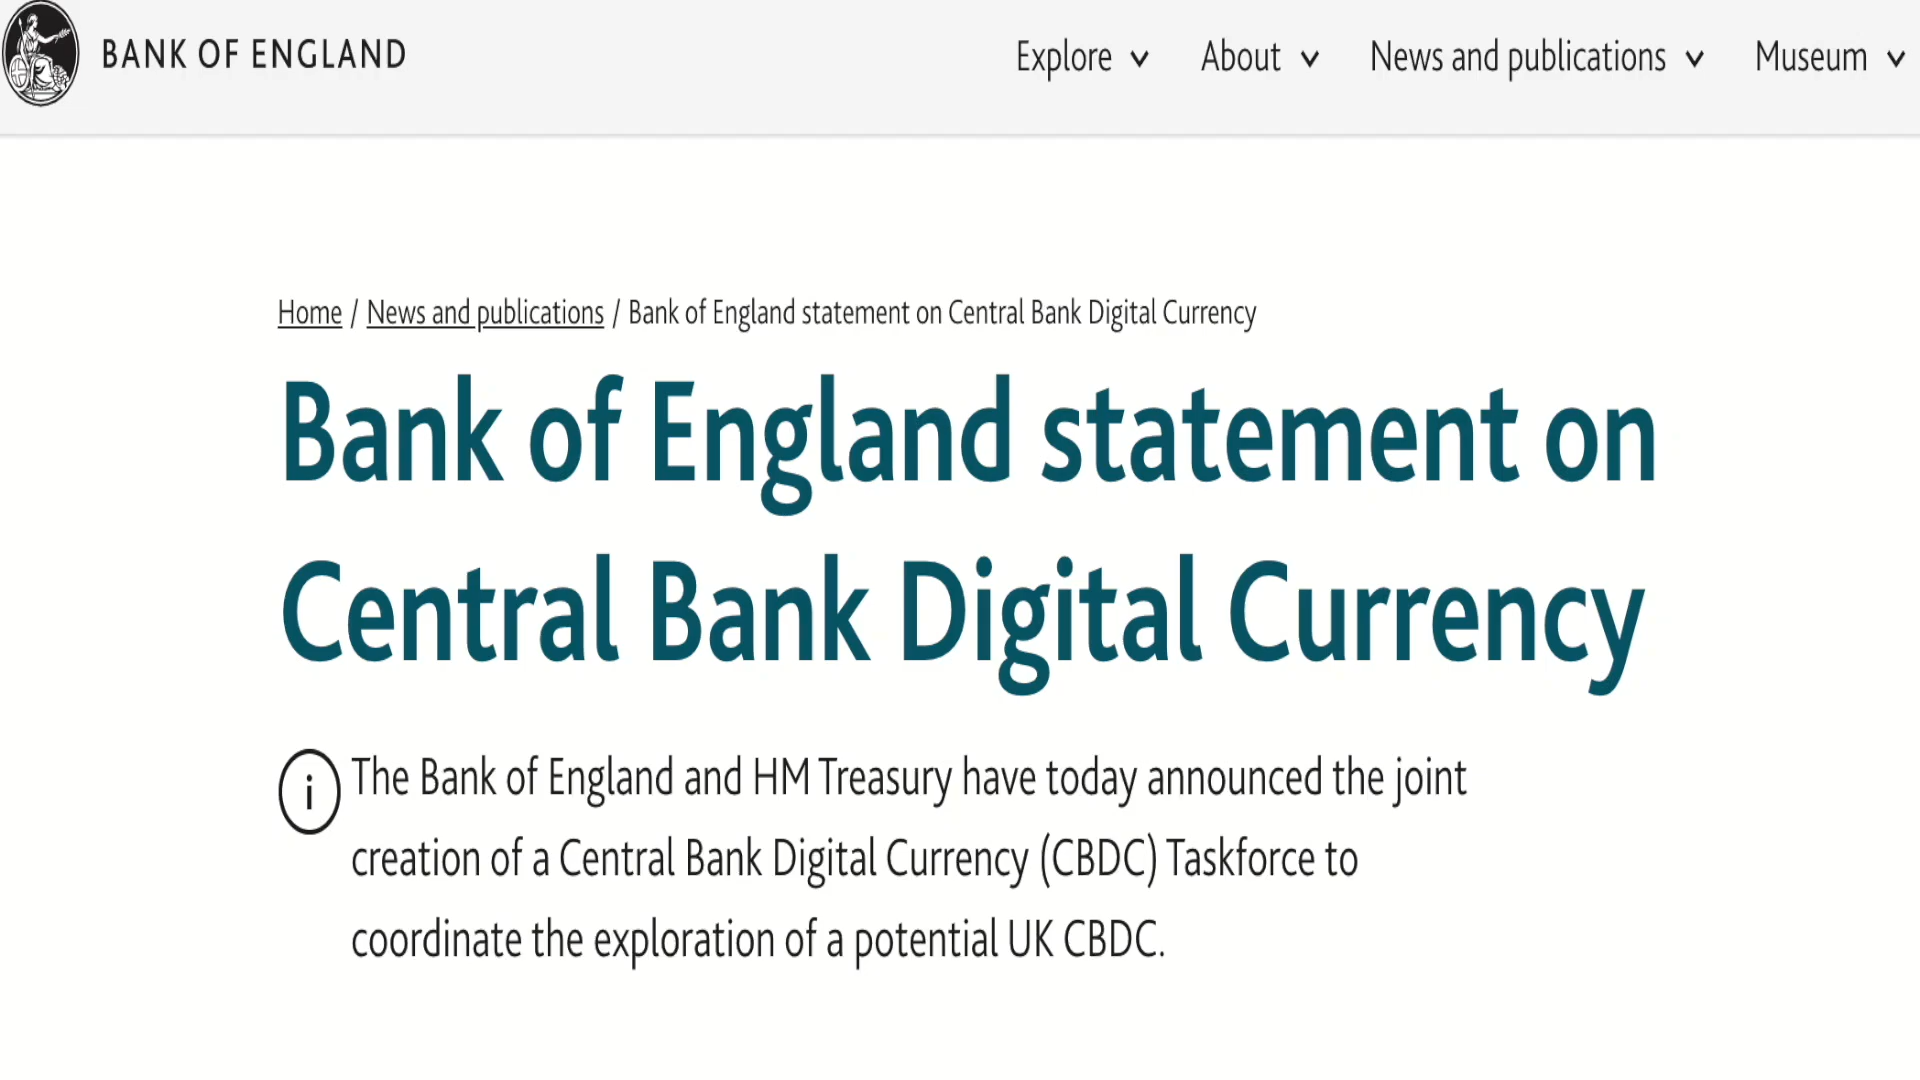 BANK OF ENGLAND
Explore About News and publications Museum
Home / News and publications / Bank of England statement on Central Bank Digital Currency
Bank of England statement on
Central Bank Digital Currency
i The Bank of England and HM Treasury have today announced the joint
creation of a Central Bank Digital Currency (CBDC) Taskforce to
coordinate the exploration of a potential UK CBDC.